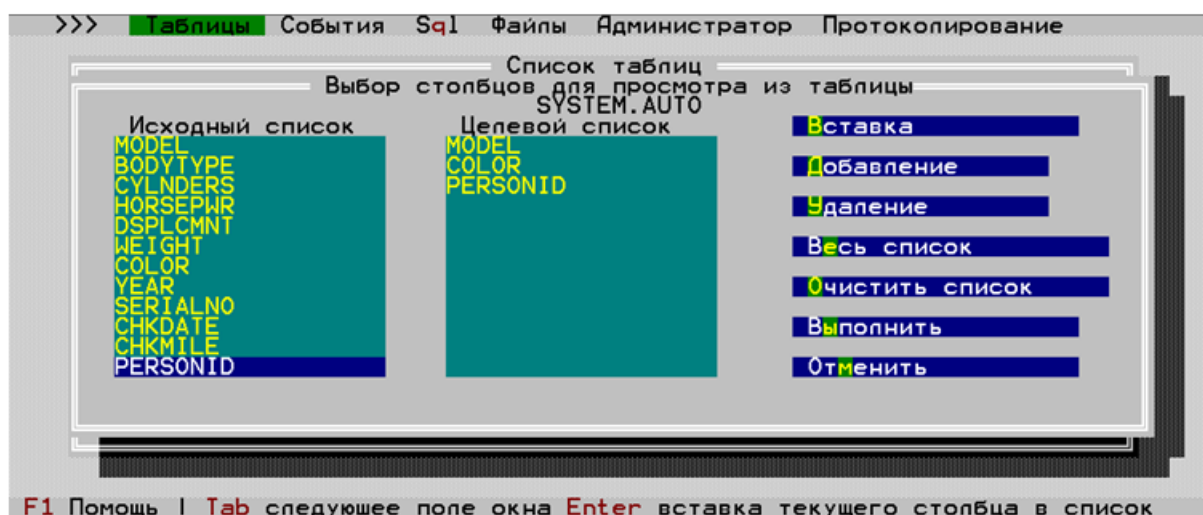 >>> Таблицы События Sql Файлы Администратор Протоколирование
Список таблиц
Выбор столбцов для просмотра из таблицы
SYSTEM.AUTO
Исходный список
MODEL
BODYTYPE
CYLNDERS
HORSEPWR
DSPLCMNT
WEIGHT
COLOR
YEAR
SERIALNO
CHKDATE
CHKMILE
PERSONID
Целевой список
MODEL
COLOR
PERSONID
Вставка
Добавление
Удаление
Весь список
Очистить список
Выполнить
Отменить
F1 Помощь | Tab следующее поле окна Enter вставка текущего столбца в список